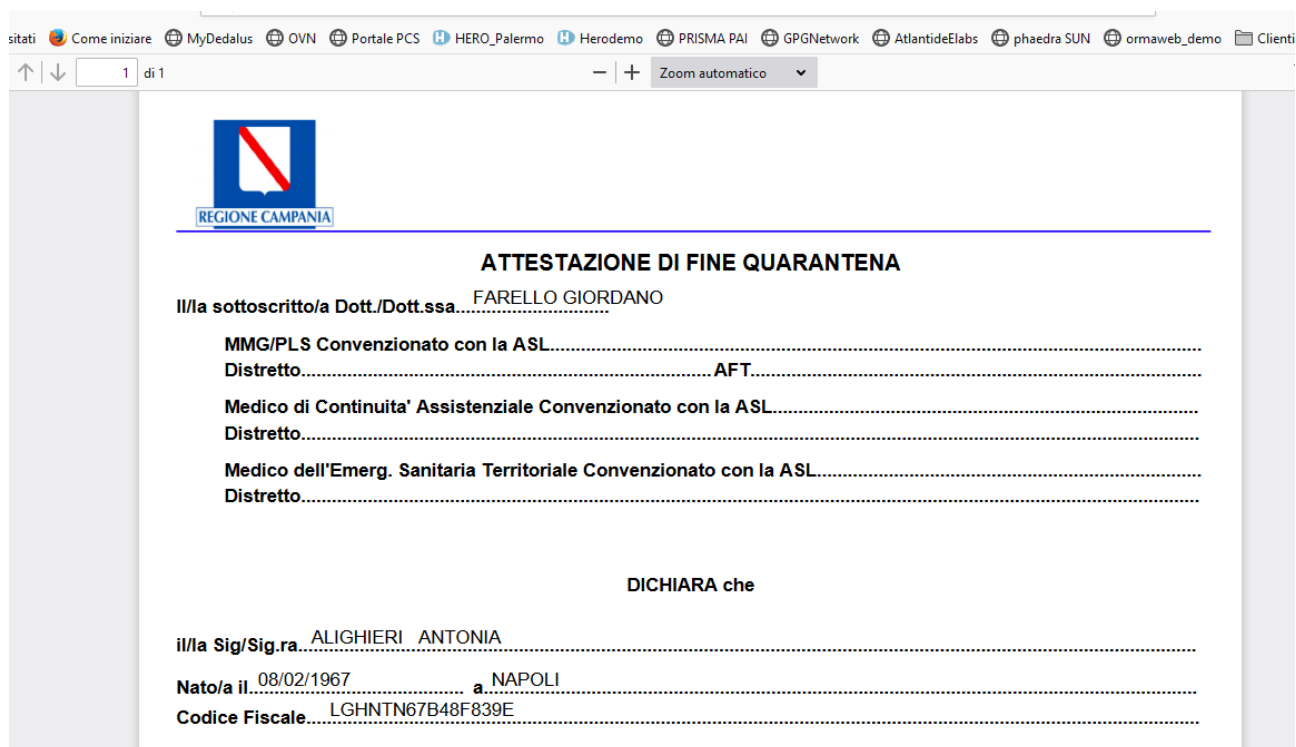 sitati Come iniziare MyDedalus OVN Portale PCS HERO_Palermo Herodemo PRISMA PAI GPGNetwork AtlantideElabs phaedra SUN ormaweb_demo Clienti
1 di 1 Zoom automatico
REGIONE CAMPANIA
ATTESTAZIONE DI FINE QUARANTENA
Il/la sottoscritto/a Dott./Dott.ssa..............................FARELLO GIORDANO
MMG/PLS Convenzionato con la ASL..............................
Distretto..............................AFT..............................
Medico di Continuita' Assistenziale Convenzionato con la ASL..............................
Distretto..............................
Medico dell'Emerg. Sanitaria Territoriale Convenzionato con la ASL..............................
Distretto..............................
DICHIARA che
il/la Sig/Sig.ra..ALIGHIERI ANTONIA..............................
Nato/a il..08/02/1967.............................. a..NAPOLI..............................
Codice Fiscale....LGHNTN67B48F839E..............................